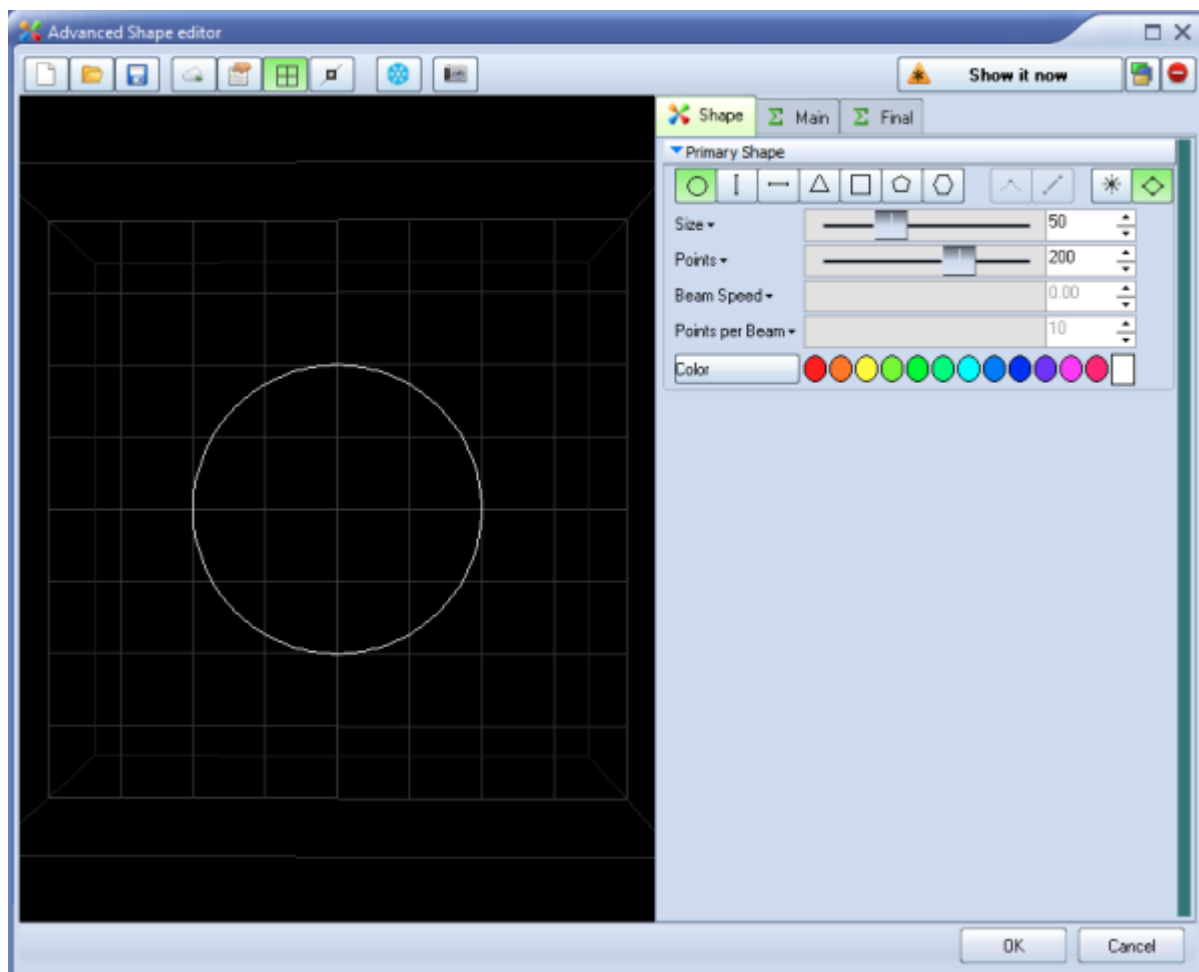 Advanced Shape editor
Show it now
Shape Main Final
Primary Shape
Size 50
Points 200
Beam Speed 0.00
Points per Beam 10
Color
OK Cancel